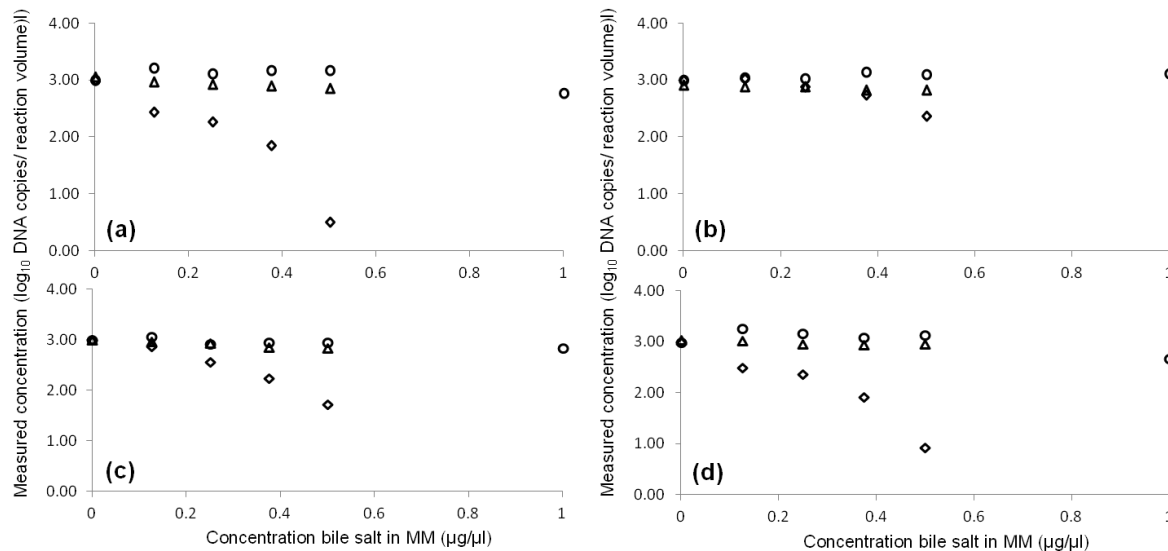 Measured concentration (log10 DNA copies/ reaction volume)l)
4.00
3.00
2.00
1.00
0.00
(a)
0 0.2 0.4 0.6 0.8 1
4.00
3.00
2.00
1.00
0.00
(c)
0 0.2 0.4 0.6 0.8 1
Concentration bile salt in MM (µg/µl)
Measured concentration (log10 DNA copies/ reaction volume)l)
4.00
3.00
2.00
1.00
0.00
(b)
0 0.2 0.4 0.6 0.8 1
4.00
3.00
2.00
1.00
0.00
(d)
0 0.2 0.4 0.6 0.8 1
Concentration bile salt in MM (µg/µl)